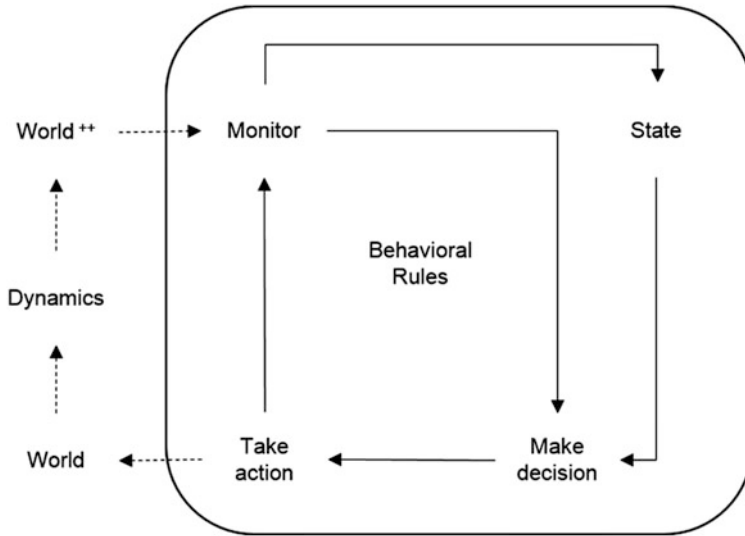 World ++
Monitor
State
Behavioral
Rules
Dynamics
World
Take
action
Make
decision